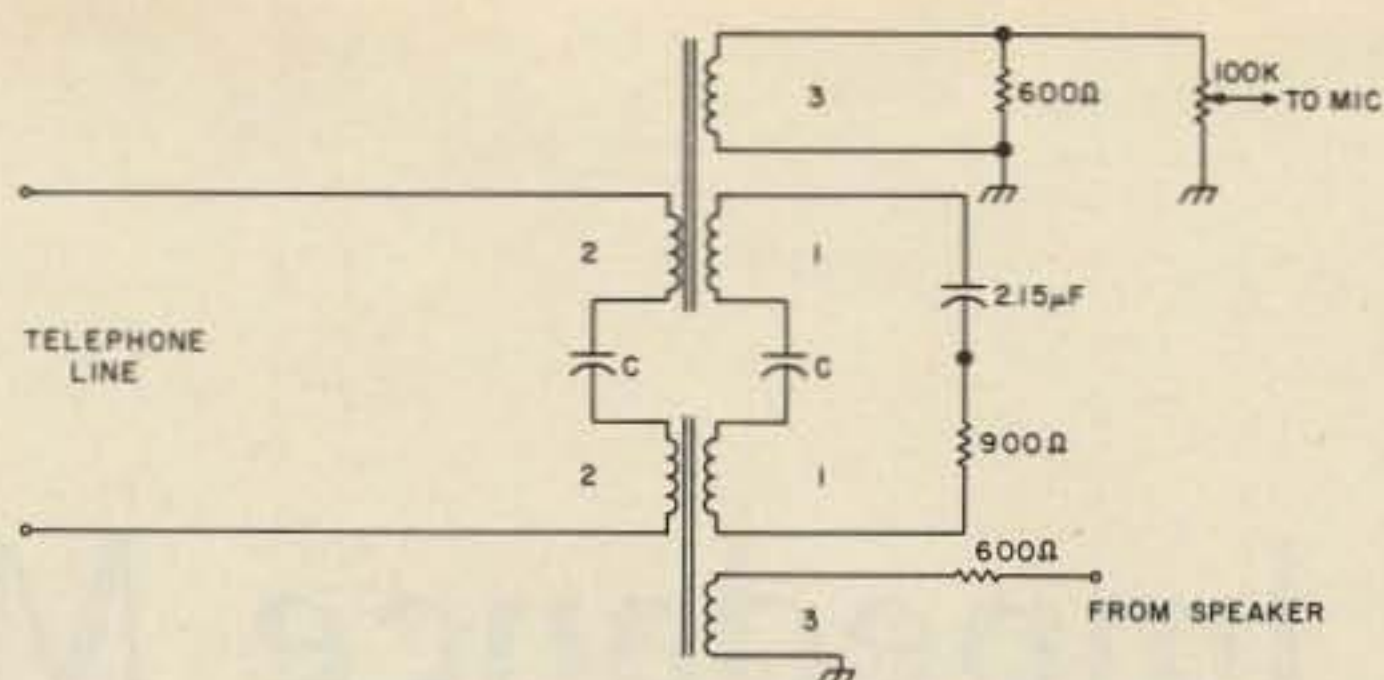 3
600Ω
100K
TO MIC
2
1
TELEPHONE
LINE
C
C
2.15µF
900Ω
2
1
600Ω
FROM SPEAKER
3